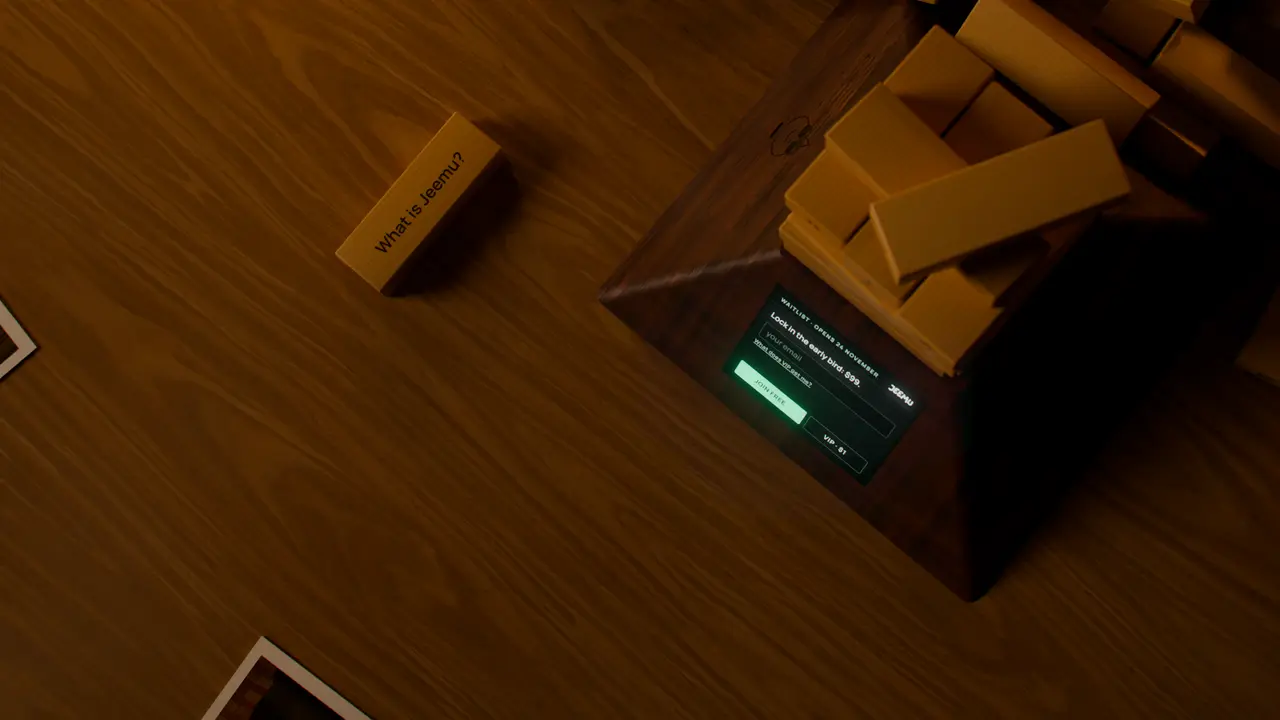 What is Jeemu?
WAITLIST · OPENS 24 NOVEMBER
Lock in the early bird: $99.
JEEMU
your email
What does VIP get me?
JOIN FREE
VIP · $1